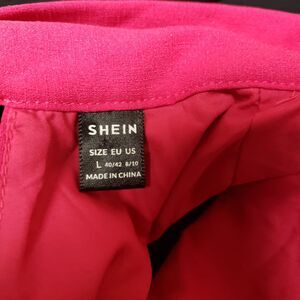 SHEIN
SIZE EU US
L 40/42 8/10
MADE IN CHINA